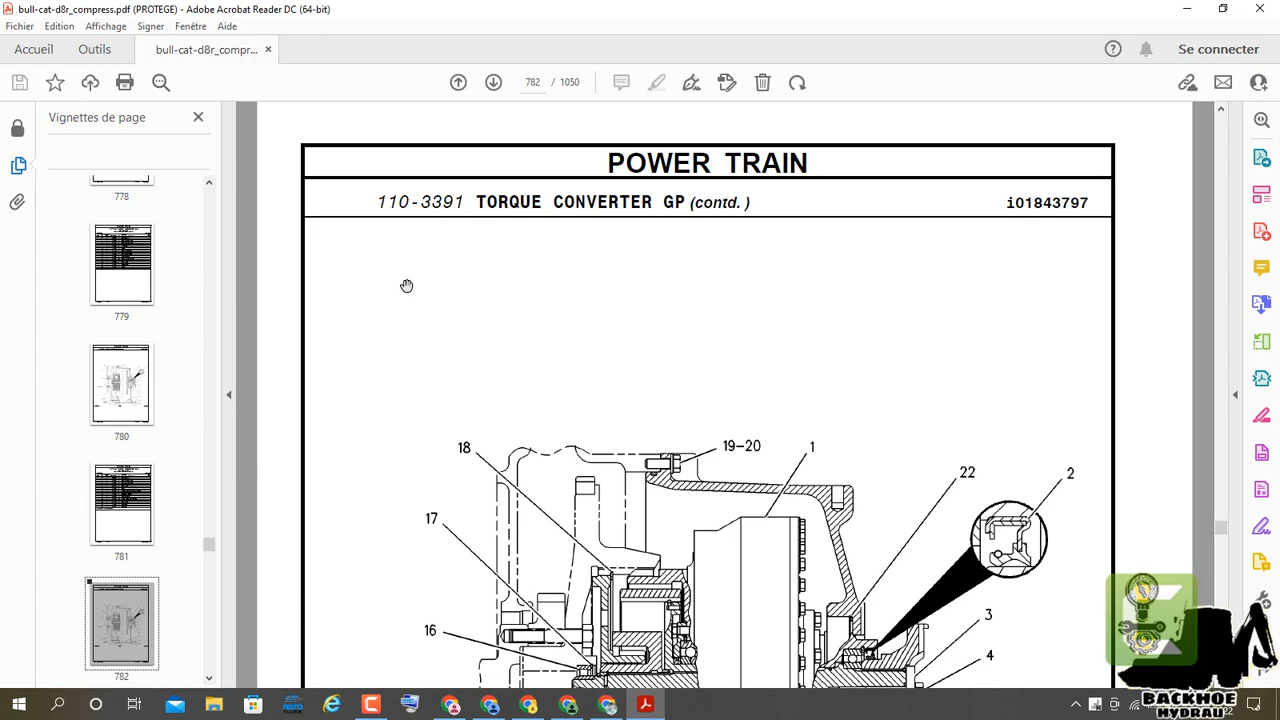 bull-cat-d8r_compress.pdf (PROTEGE) - Adobe Acrobat Reader DC (64-bit)
Fichier Edition Affichage Signer Fenêtre Aide
Accueil Outils bull-cat-d8r_compr... × Se connecter
782 / 1050
Vignettes de page
778
779
780
781
782
POWER TRAIN
110-3391 TORQUE CONVERTER GP (contd. ) i01843797
18 19-20 1 22 2
17
16 3
4
BACKHOE
HYDRAU